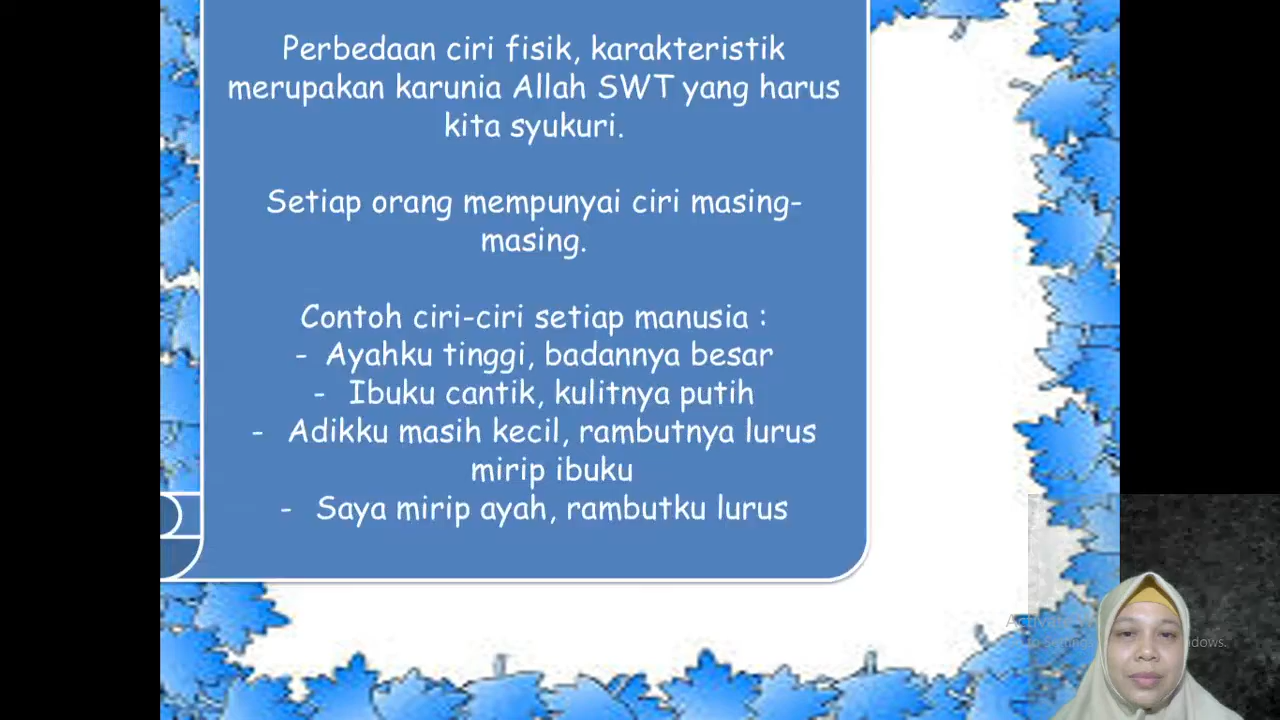 Perbedaan ciri fisik, karakteristik
merupakan karunia Allah SWT yang harus
kita syukuri.
Setiap orang mempunyai ciri masing-
masing.
Contoh ciri-ciri setiap manusia :
- Ayahku tinggi, badannya besar
- Ibuku cantik, kulitnya putih
- Adikku masih kecil, rambutnya lurus
mirip ibuku
- Saya mirip ayah, rambutku lurus